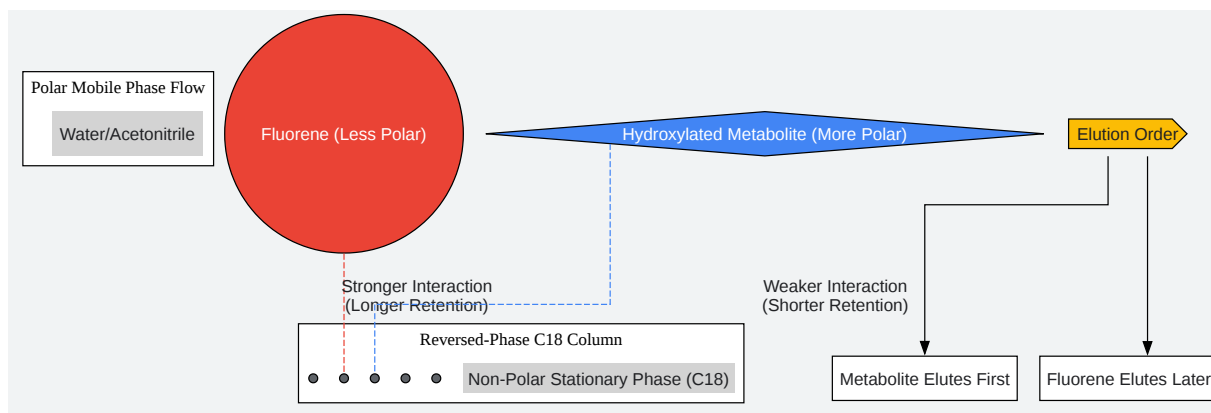 Polar Mobile Phase Flow
Water/Acetonitrile
Fluorene (Less Polar)
Hydroxylated Metabolite (More Polar)
Elution Order
Stronger Interaction
(Longer Retention)
Weaker Interaction
(Shorter Retention)
Reversed-Phase C18 Column
Non-Polar Stationary Phase (C18)
Metabolite Elutes First
Fluorene Elutes Later